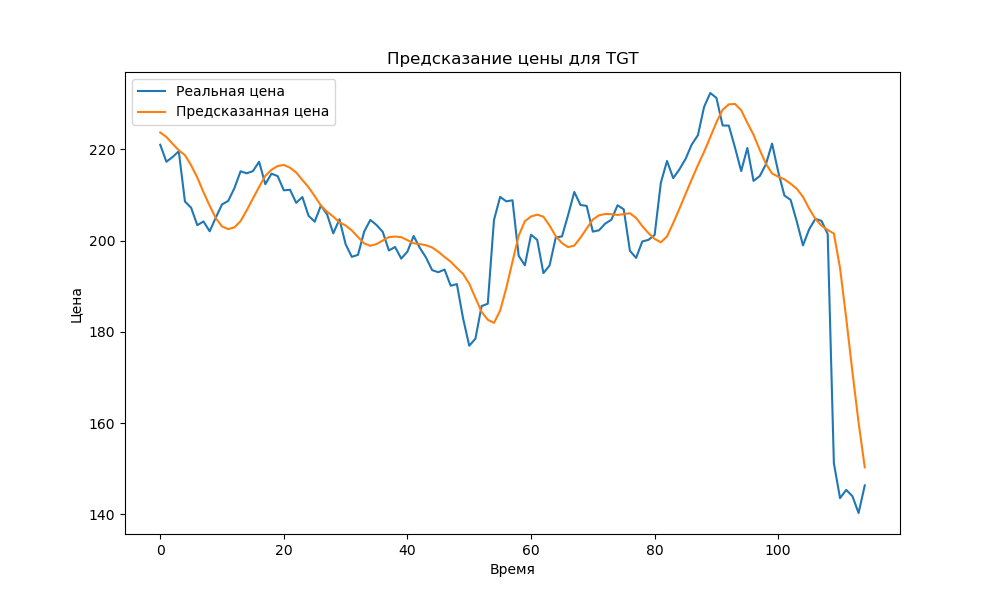 Предсказание цены для TGT
Реальная цена
Предсказанная цена
220
200
180
160
140
Цена
0 20 40 60 80 100
Время